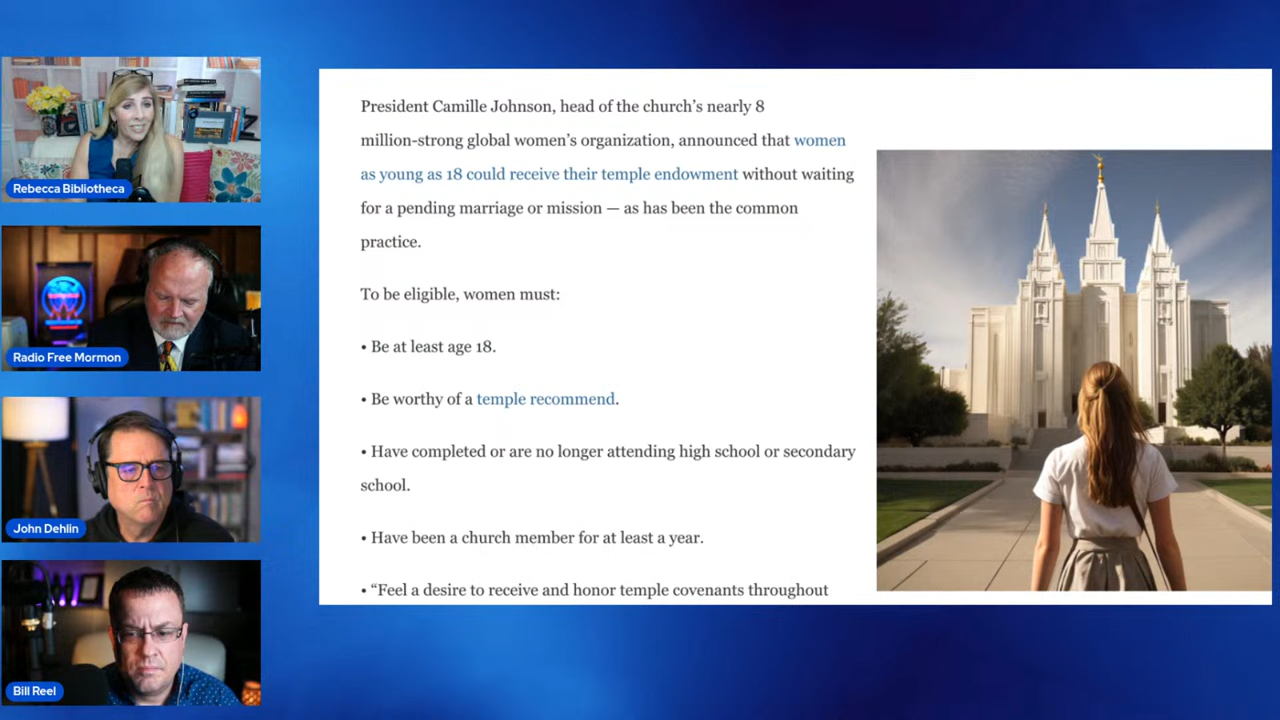 Rebecca Bibliotheca
Radio Free Mormon
John Dehlin
Bill Reel
President Camille Johnson, head of the church’s nearly 8
million-strong global women’s organization, announced that women
as young as 18 could receive their temple endowment without waiting
for a pending marriage or mission — as has been the common
practice.
To be eligible, women must:
• Be at least age 18.
• Be worthy of a temple recommend.
• Have completed or are no longer attending high school or secondary
school.
• Have been a church member for at least a year.
• “Feel a desire to receive and honor temple covenants throughout